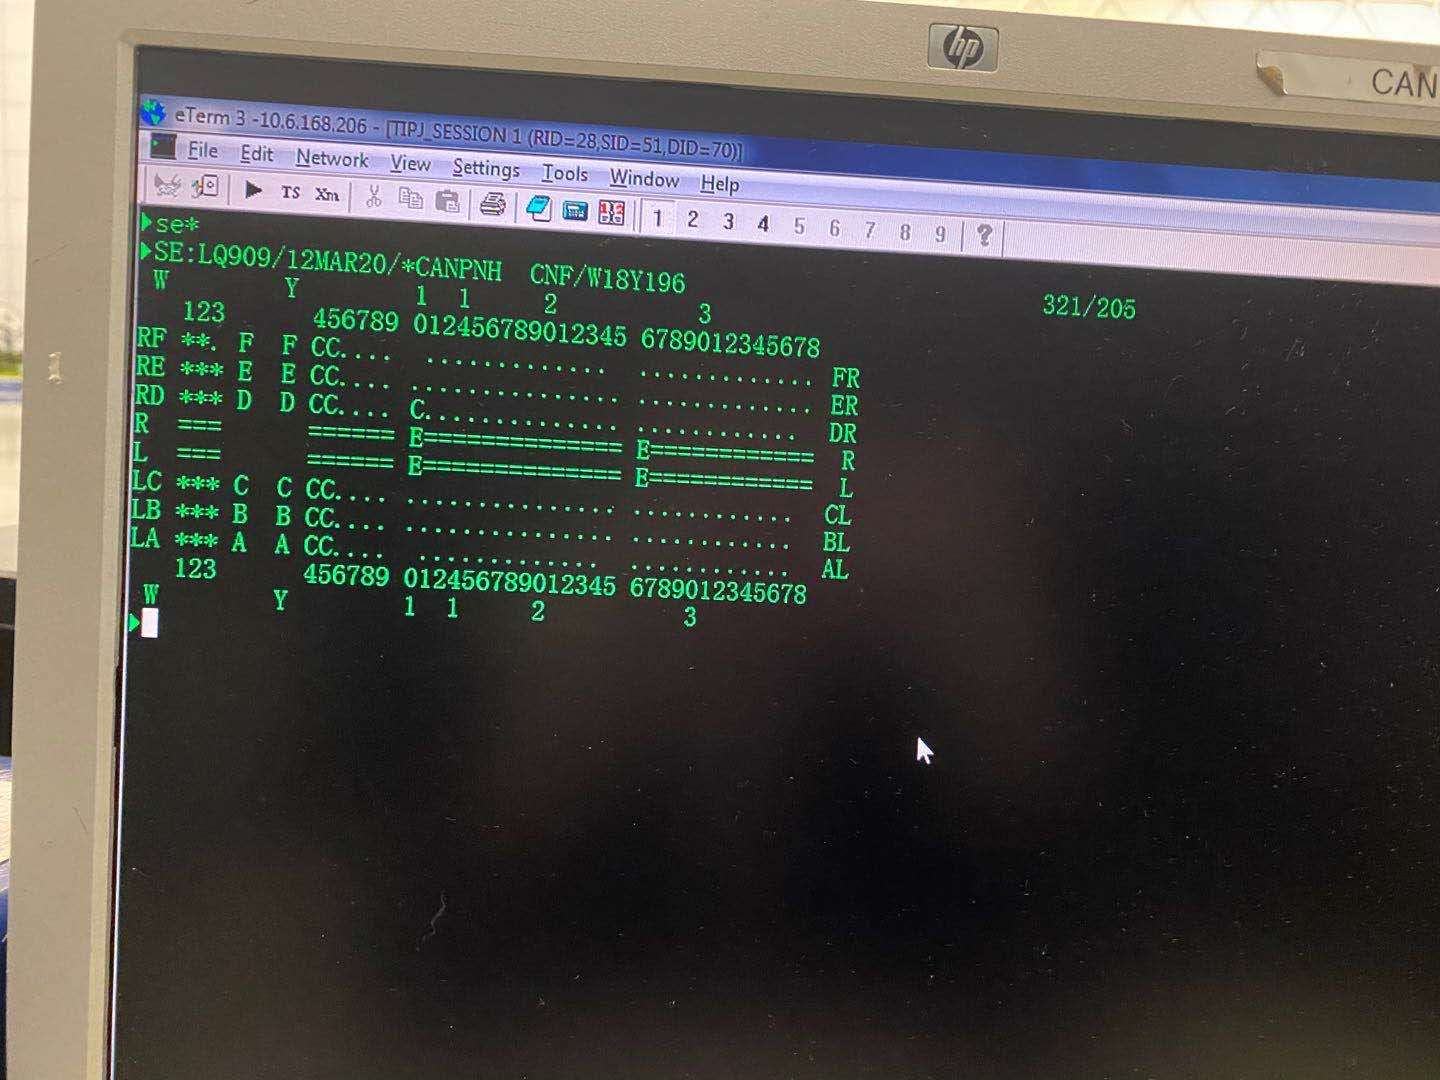 hp
CAN
eTerm 3 -10.6.168.206 - [TIPJ_SESSION 1 (RID=28,SID=51,DID=70)]
File Edit Network View Settings Tools Window Help
TS Xm 1 2 3 4 5 6 7 8 9 ?
se*
SE:LQ909/12MAR20/*CANPNH CNF/W18Y196
W Y 1 1 2 3 321/205
123 456789 012456789012345 6789012345678
RF **. F F CC.... ............. ............. FR
RE *** E E CC.... ............... ............. ER
RD *** D D CC.... C.............. ............ DR
R === ====== E============== E============ R
L === ====== E============== E============ L
LC *** C C CC.... ............... ............ CL
LB *** B B CC.... ............... ............ BL
LA *** A A CC.... ............. ............ AL
123 456789 012456789012345 6789012345678
W Y 1 1 2 3